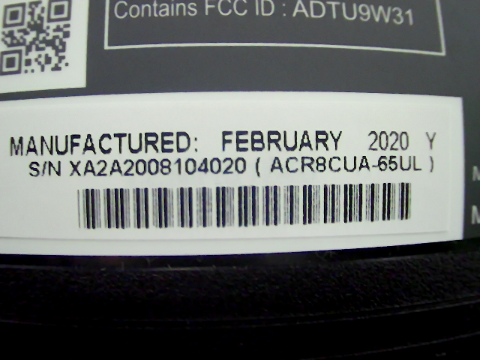 Contains FCC ID : ADTU9W31
MANUFACTURED: FEBRUARY 2020 Y
S/N XA2A2008104020 ( ACR8CUA-65UL )
M
M